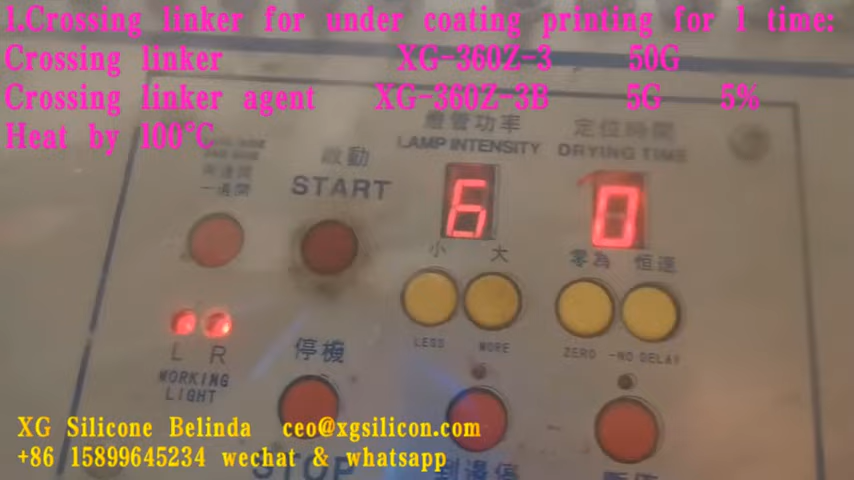 1.Crossing linker for under coating printing for 1 time:
Crossing linker XG-360Z-3 50G
Crossing linker agent XG-360Z-3B 5G 5%
Heat by 100℃
燈管功率 定位時間
LAMP INTENSITY DRYING TIME
啟動
START
6 0
小 大 零為 恒運
LESS MORE ZERO -NO DELAY
L R
WORKING
LIGHT
停機
STOP
XG Silicone Belinda ceo@xgsilicon.com
+86 15899645234 wechat & whatsapp